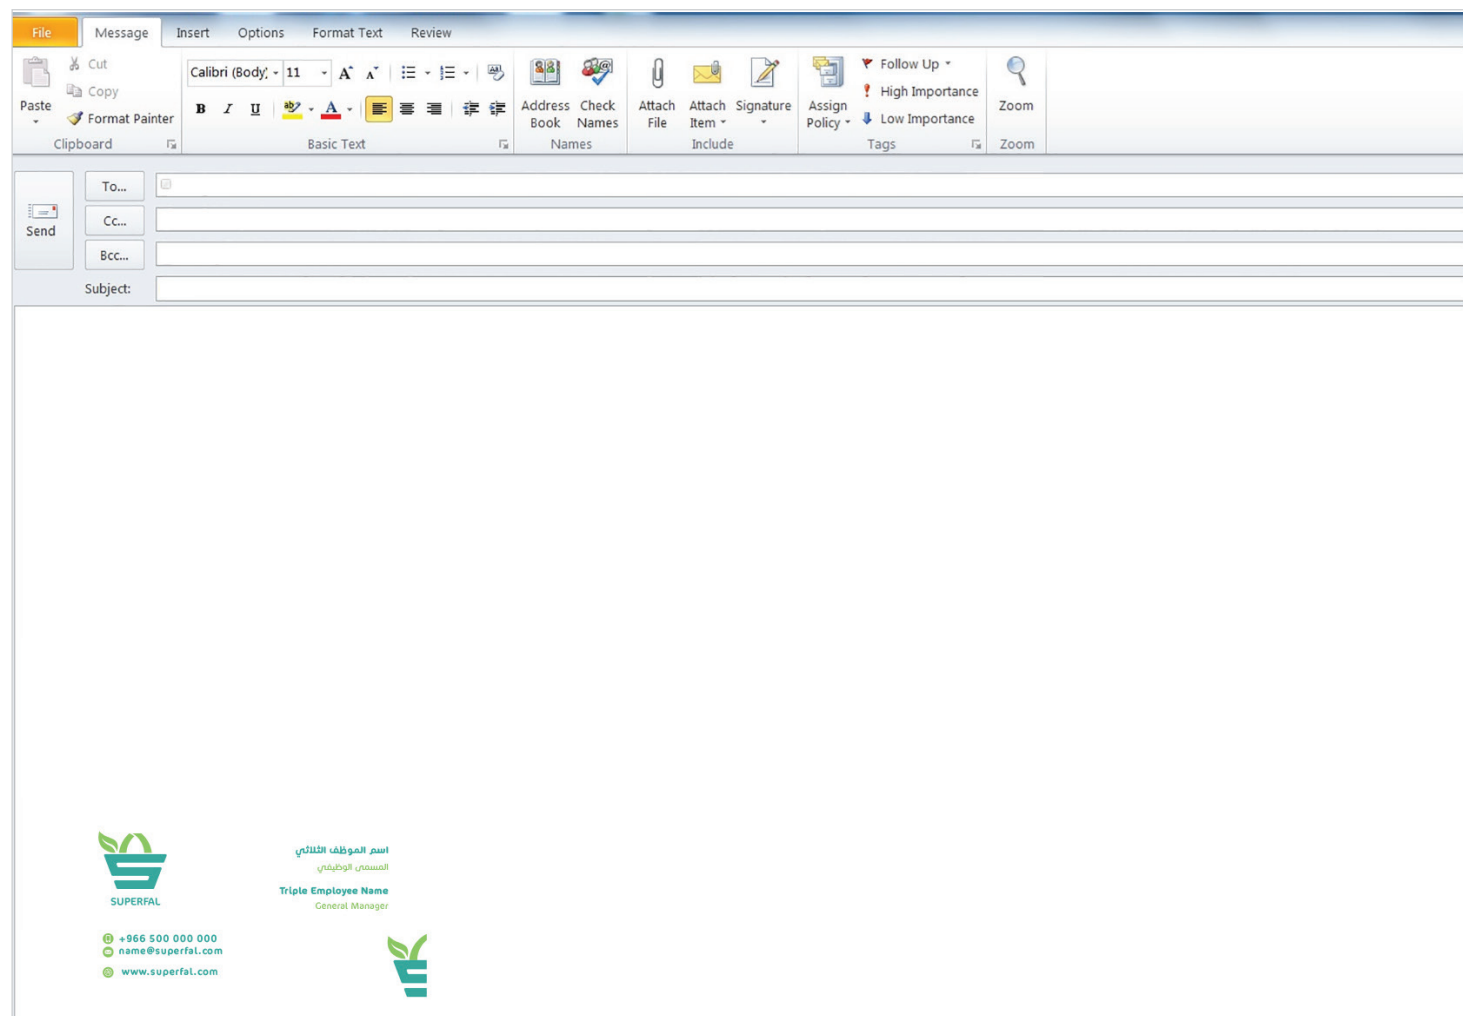 File Message Insert Options Format Text Review
Cut
Copy
Format Painter
Paste
Clipboard
Calibri (Body) 11
B I U
Basic Text
Address Book
Check Names
Names
Attach File
Attach Item
Signature
Include
Assign Policy
Follow Up
High Importance
Low Importance
Tags
Zoom
Zoom
Send
To...
Cc...
Bcc...
Subject:
SUPERFAL
اسم الموظف الثلاثي
المسمى الوظيفي
Triple Employee Name
General Manager
+966 500 000 000
name@superfal.com
www.superfal.com